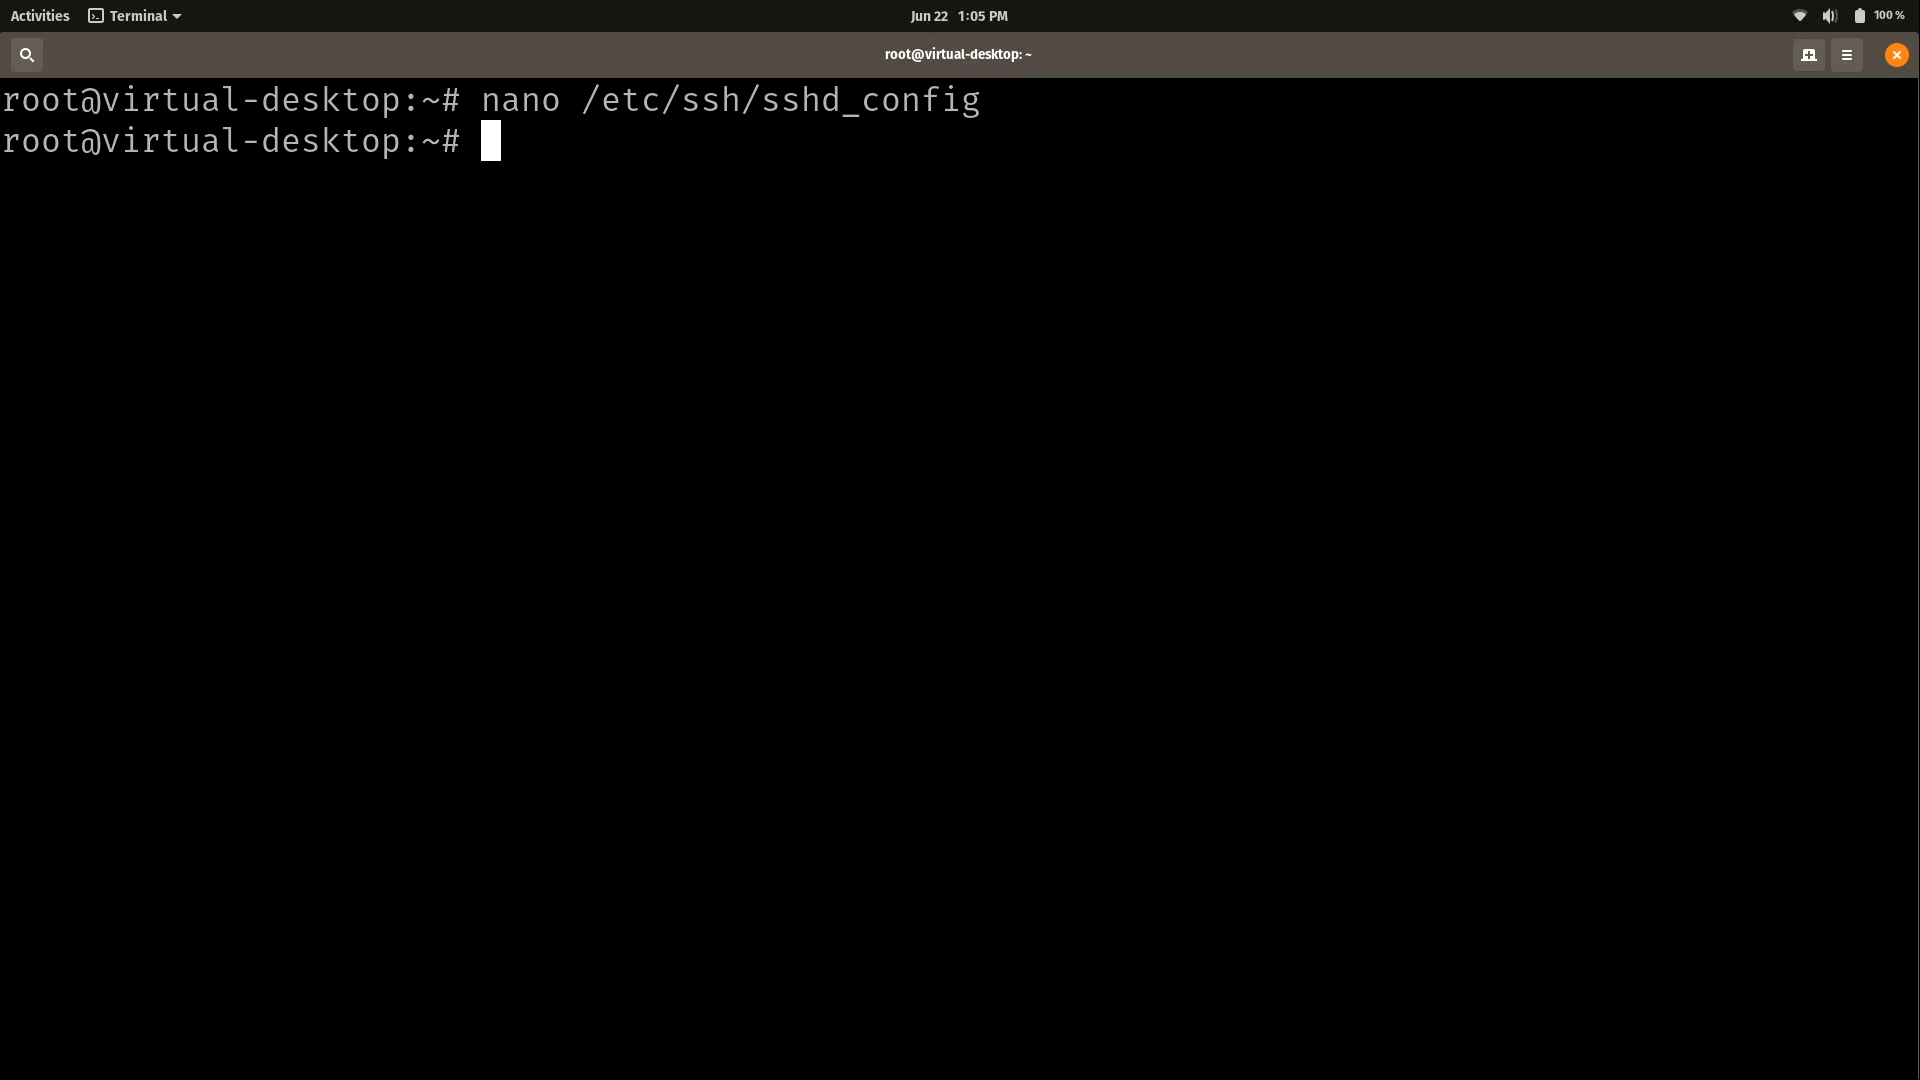 Activities Terminal Jun 22 1:05 PM 100 %
root@virtual-desktop: ~
root@virtual-desktop:~# nano /etc/ssh/sshd_config
root@virtual-desktop:~#